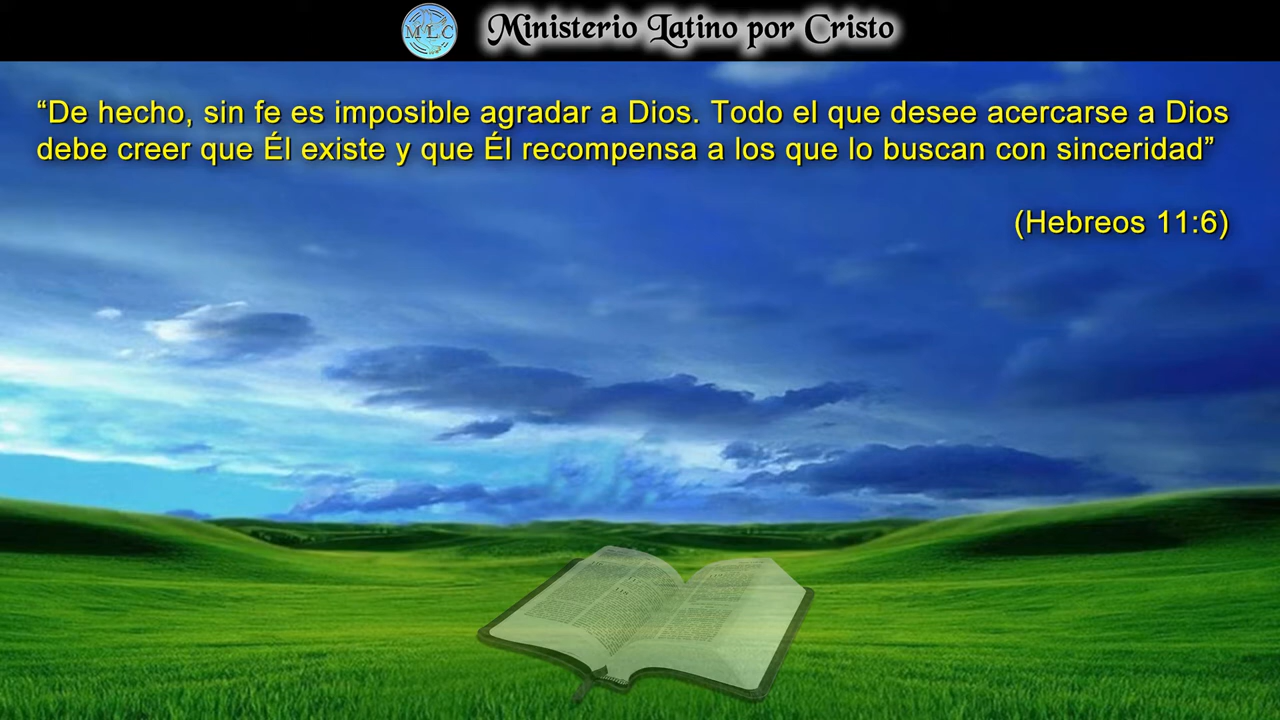 MLC
Ministerio Latino por Cristo
“De hecho, sin fe es imposible agradar a Dios. Todo el que desee acercarse a Dios
debe creer que Él existe y que Él recompensa a los que lo buscan con sinceridad”
(Hebreos 11:6)